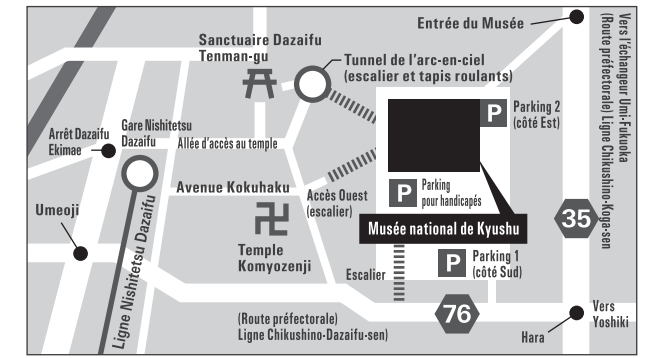 Entrée du Musée
Sanctuaire Dazaifu
Tenman-gu
Tunnel de l'arc-en-ciel
(escalier et tapis roulants)
Vers l'échangeur Umi-Fukuoka
(Route préfectorale) Ligne Chikushino-Koga-sen
P
Parking 2
(côté Est)
Arrêt Dazaifu
Ekimae
Gare Nishitetsu
Dazaifu
Allée d'accès au temple
Avenue Kokuhaku
Accès Ouest
(escalier)
P
Parking
pour handicapés
Umeoji
卍
Temple
Komyozenji
Musée national de Kyushu
35
Ligne Nishitetsu Dazaifu
Escalier
P
Parking 1
(côté Sud)
76
(Route préfectorale)
Ligne Chikushino-Dazaifu-sen)
Hara
Vers
Yoshiki